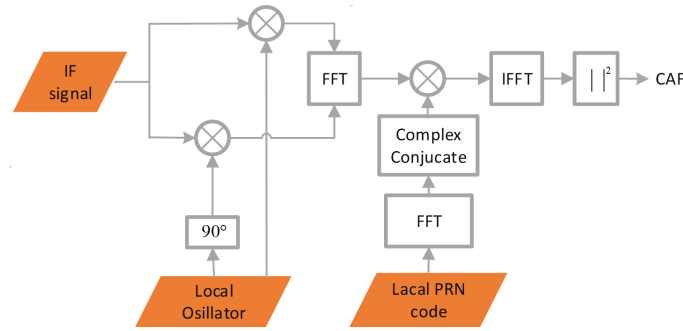 IF
signal
FFT
IFFT
| |²
CAF
Complex
Conjucate
FFT
90°
Local
Osillator
Lacal PRN
code